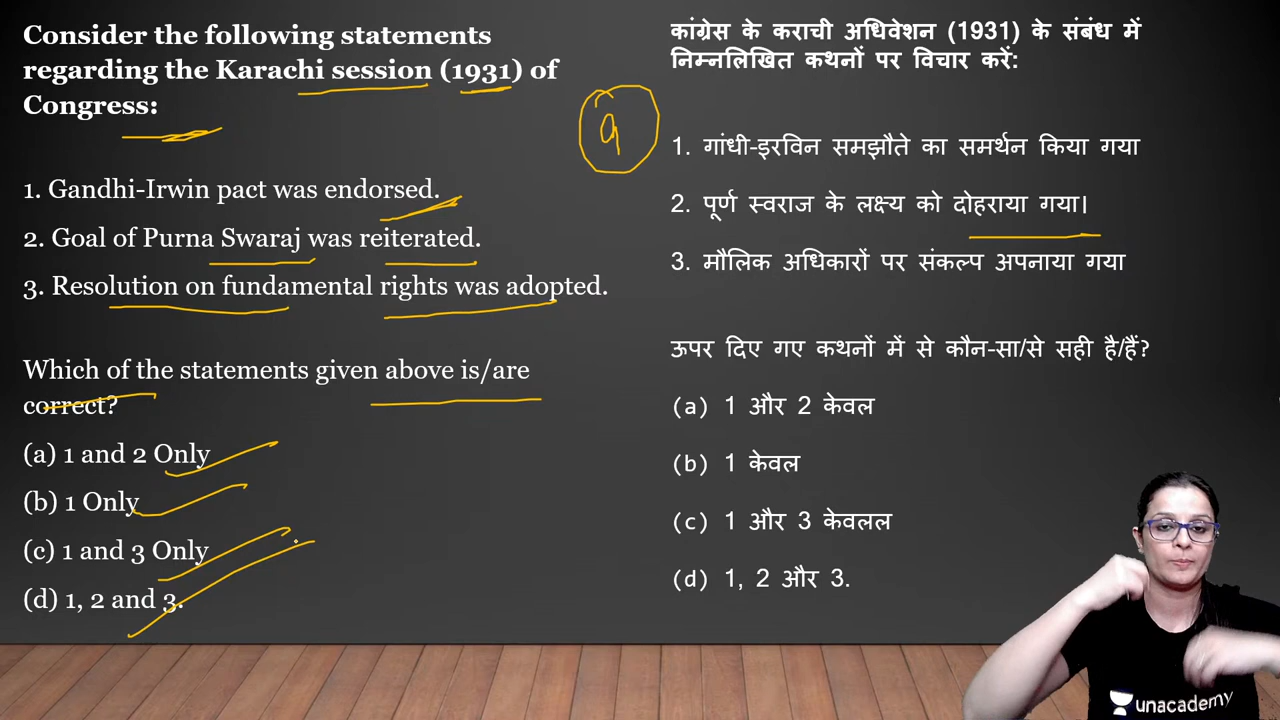 Consider the following statements
regarding the Karachi session (1931) of
Congress:
1. Gandhi-Irwin pact was endorsed.
2. Goal of Purna Swaraj was reiterated.
3. Resolution on fundamental rights was adopted.
Which of the statements given above is/are
correct?
(a) 1 and 2 Only
(b) 1 Only
(c) 1 and 3 Only
(d) 1, 2 and 3.
9
कांग्रेस के कराची अधिवेशन (1931) के संबंध में
निम्नलिखित कथनों पर विचार करें:
1. गांधी-इरविन समझौते का समर्थन किया गया
2. पूर्ण स्वराज के लक्ष्य को दोहराया गया।
3. मौलिक अधिकारों पर संकल्प अपनाया गया
ऊपर दिए गए कथनों में से कौन-सा/से सही है/हैं?
(a) 1 और 2 केवल
(b) 1 केवल
(c) 1 और 3 केवलल
(d) 1, 2 और 3.
unacademy